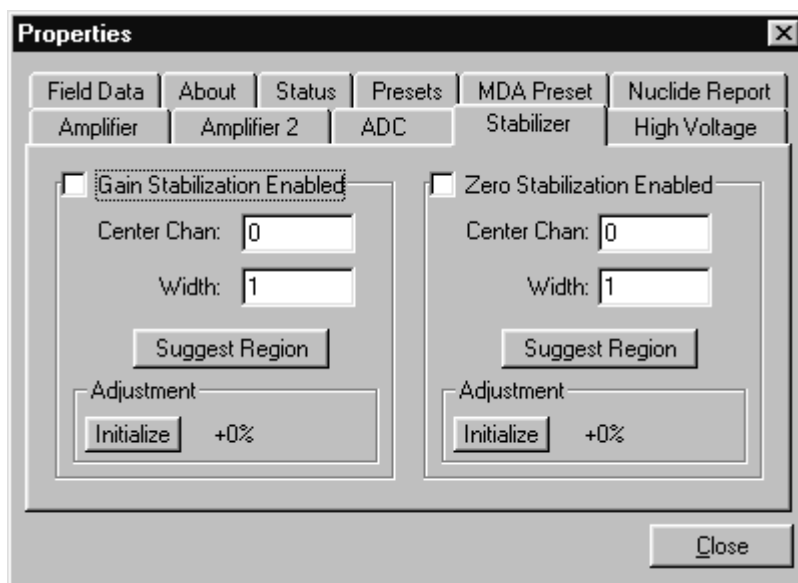 Properties
Field Data About Status Presets MDA Preset Nuclide Report
Amplifier Amplifier 2 ADC Stabilizer High Voltage
Gain Stabilization Enabled
Center Chan: 0
Width: 1
Suggest Region
Adjustment
Initialize +0%
Zero Stabilization Enabled
Center Chan: 0
Width: 1
Suggest Region
Adjustment
Initialize +0%
Close